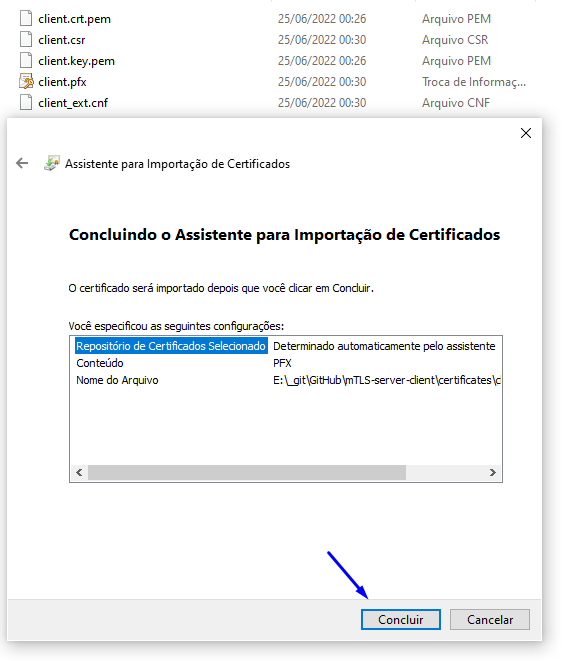 client.crt.pem 25/06/2022 00:26 Arquivo PEM
client.csr 25/06/2022 00:30 Arquivo CSR
client.key.pem 25/06/2022 00:26 Arquivo PEM
client.pfx 25/06/2022 00:30 Troca de Informaç...
client_ext.cnf 25/06/2022 00:30 Arquivo CNF
Assistente para Importação de Certificados
Concluindo o Assistente para Importação de Certificados
O certificado será importado depois que você clicar em Concluir.
Você especificou as seguintes configurações:
Repositório de Certificados Selecionado Determinado automaticamente pelo assistente
Conteúdo PFX
Nome do Arquivo E:\_git\GitHub\mTLS-server-client\certificates\cl
Concluir Cancelar